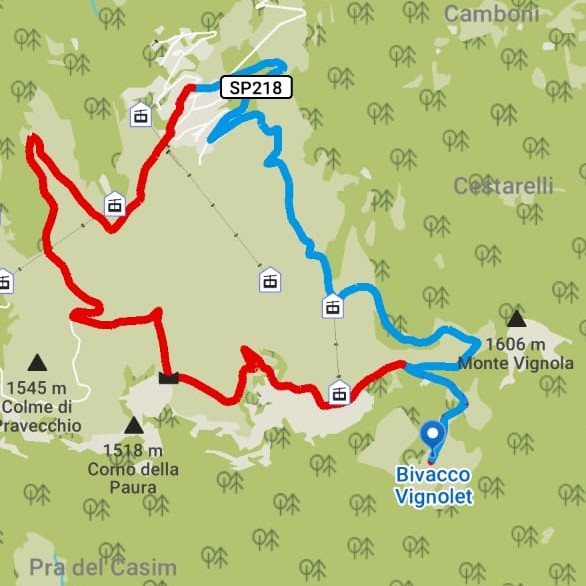 Camboni
SP218
Cestarelli
1606 m
Monte Vignola
1545 m
Colme di
Pravecchio
1518 m
Corno della
Paura
Bivacco
Vignolet
Pra del Casim